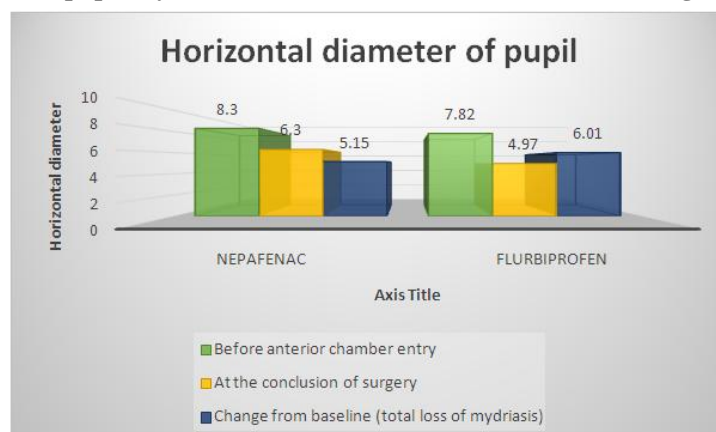 Horizontal diameter of pupil
Horizontal diameter
10
8
6
4
2
0
8.3
6.3
5.15
7.82
4.97
6.01
NEPAFENAC
FLURBIPROFEN
Axis Title
Before anterior chamber entry
At the conclusion of surgery
Change from baseline (total loss of mydriasis)